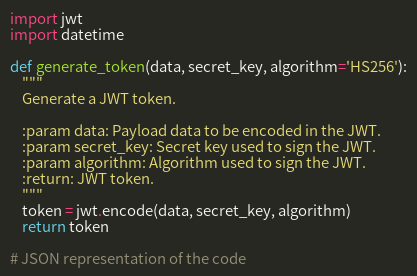 import jwt
import datetime
def generate_token(data, secret_key, algorithm='HS256'):
"""
Generate a JWT token.
:param data: Payload data to be encoded in the JWT.
:param secret_key: Secret key used to sign the JWT.
:param algorithm: Algorithm used to sign the JWT.
:return: JWT token.
"""
token = jwt.encode(data, secret_key, algorithm)
return token
# JSON representation of the code